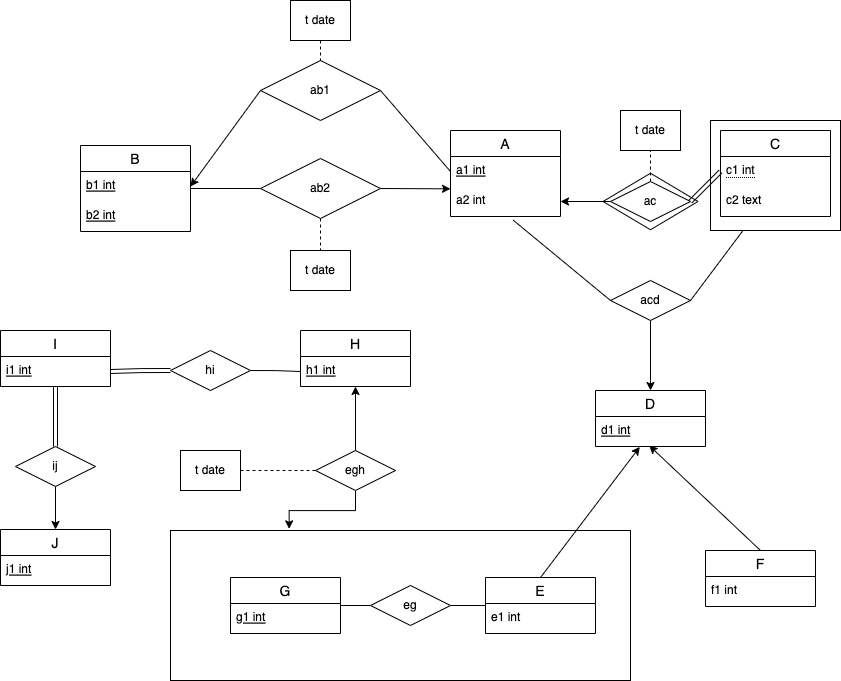 t date
ab1
B
b1 int
b2 int
ab2
t date
A
a1 int
a2 int
t date
ac
C
c1 int
c2 text
acd
I
i1 int
hi
H
h1 int
D
d1 int
ij
t date
egh
J
j1 int
G
g1 int
eg
E
e1 int
F
f1 int